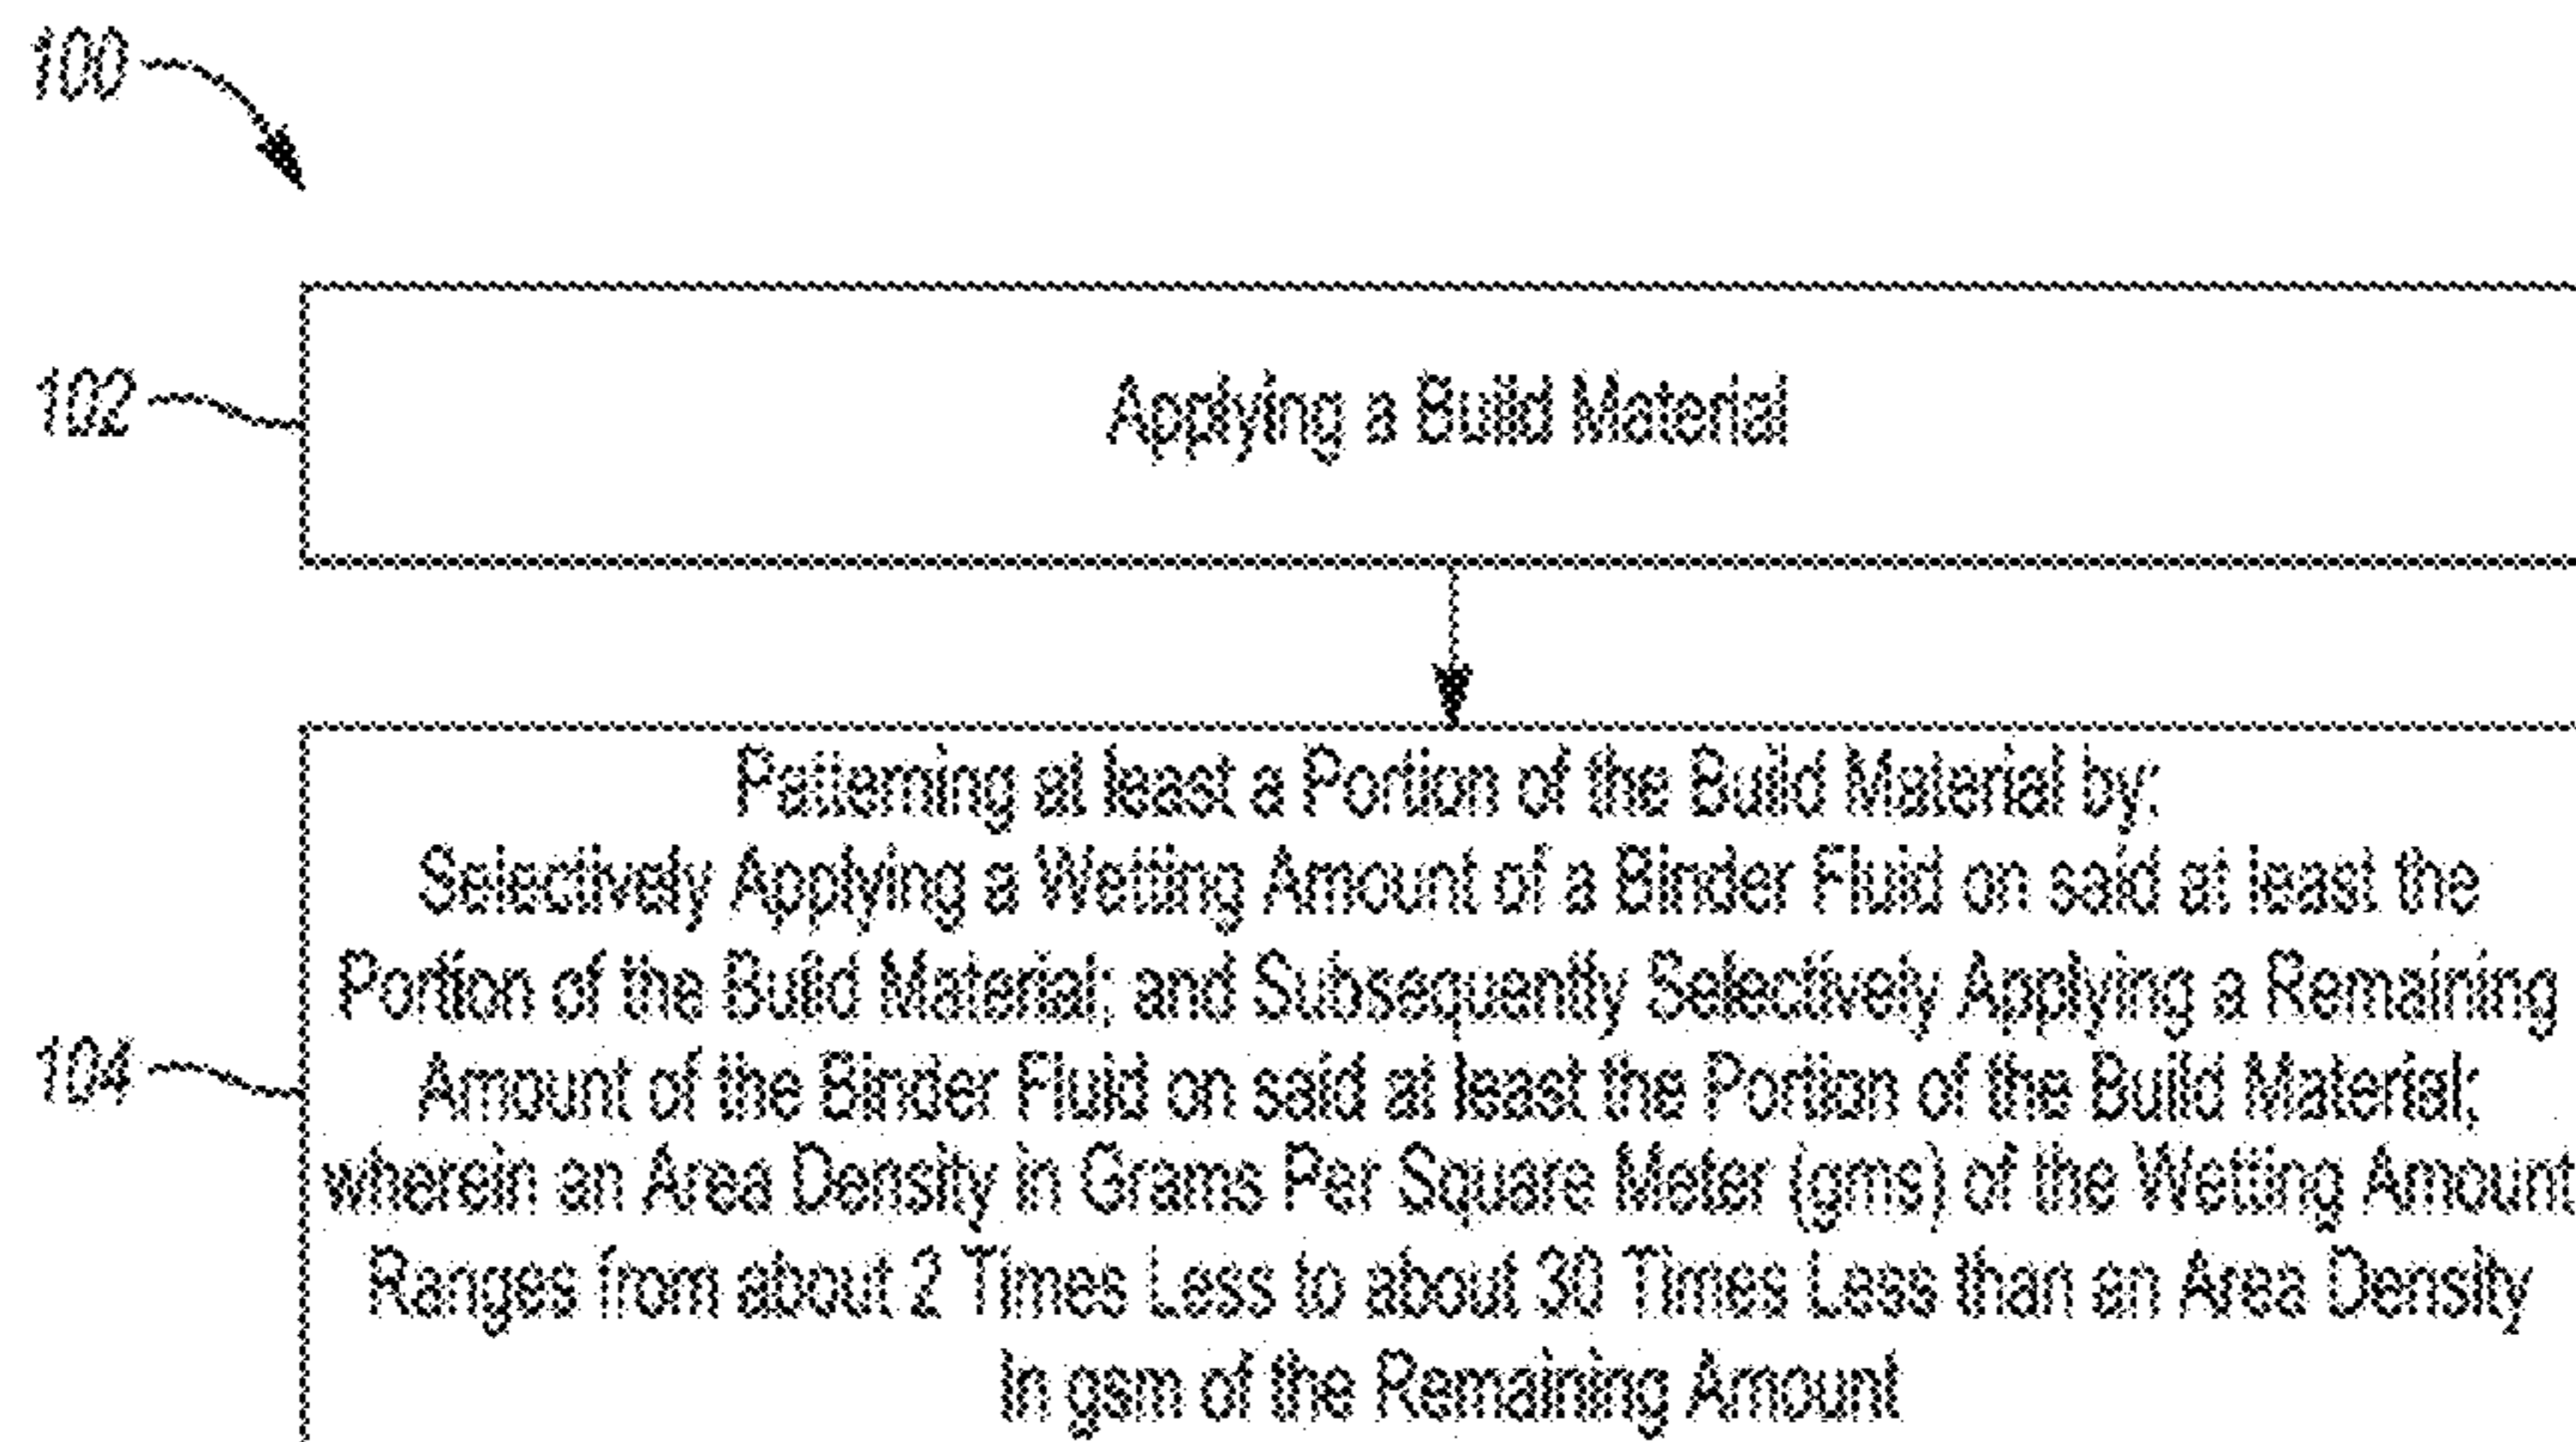 100
102
Applying a Build Material
Patterning at least a Portion of the Build Material by:
Selectively Applying a Wetting Amount of a Binder Fluid on said at least the
Portion of the Build Material; and Subsequently Selectively Applying a Remaining
104
Amount of the Binder Fluid on said at least the Portion of the Build Material;
wherein an Area Density in Grams Per Square Meter (gms) of the Wetting Amount
Ranges from about 2 Times Less to about 30 Times Less than an Area Density
In gsm of the Remaining Amount